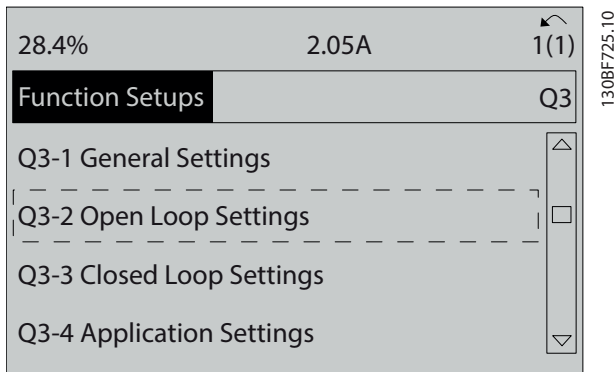 28.4% 2.05A 1(1)
Function Setups Q3
Q3-1 General Settings
Q3-2 Open Loop Settings
Q3-3 Closed Loop Settings
Q3-4 Application Settings
130BF725.10